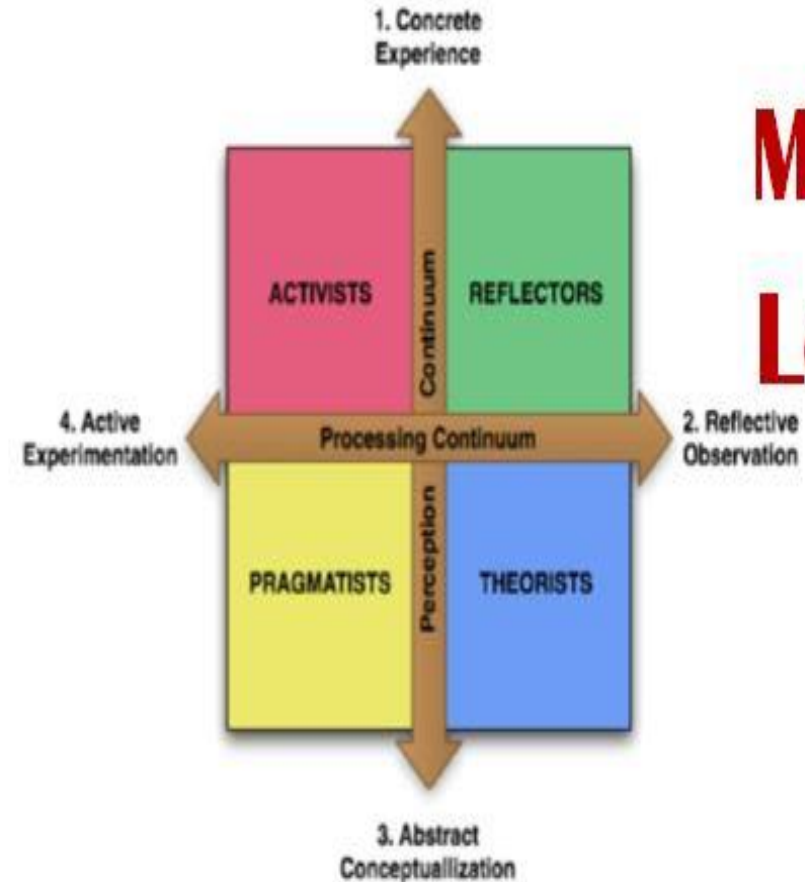 1. Concrete
Experience
M
L
ACTIVISTS
REFLECTORS
Continuum
4. Active
Experimentation
Processing Continuum
2. Reflective
Observation
PRAGMATISTS
Perception
THEORISTS
3. Abstract
Conceptuallization